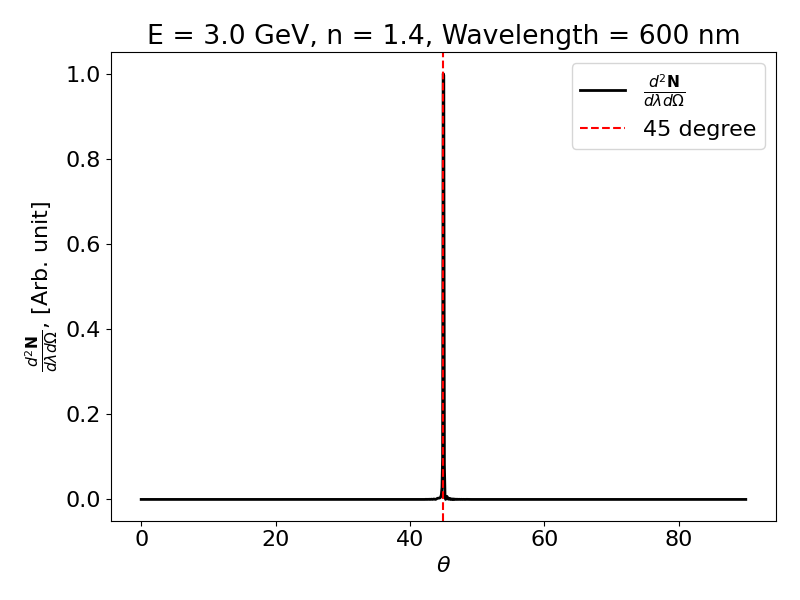 E = 3.0 GeV, n = 1.4, Wavelength = 600 nm
d²N/dλdΩ
45 degree
d²N/dλdΩ, [Arb. unit]
1.0
0.8
0.6
0.4
0.2
0.0
0 20 40 60 80
θ